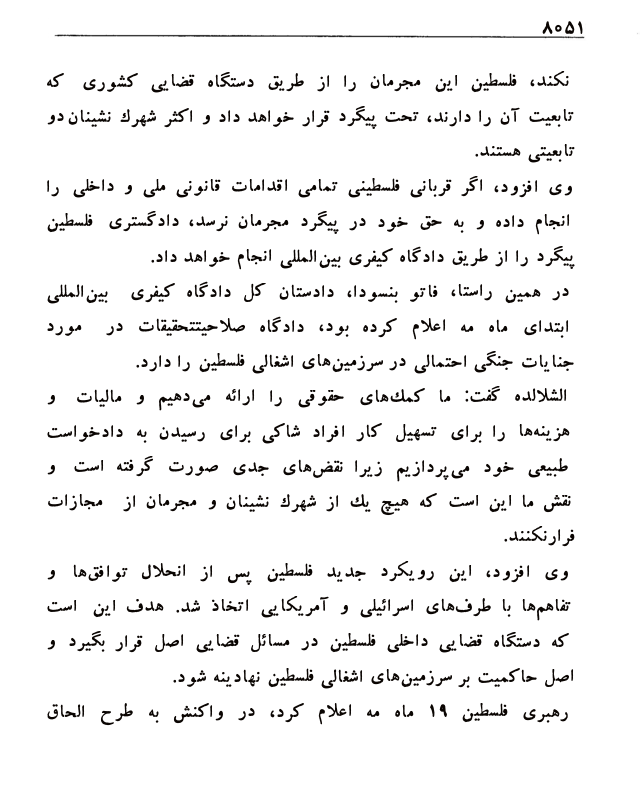 ۸۰۵۱
نکند، فلسطین این مجرمان را از طریق دستگاه قضایی کشوری که
تابعیت آن را دارند، تحت پیگرد قرار خواهد داد و اکثر شهرك نشینان دو
تابعیتی هستند.
وی افزود، اگر قربانی فلسطینی تمامی اقدامات قانونی ملی و داخلی را
انجام داده و به حق خود در پیگرد مجرمان نرسد، دادگستری فلسطین
پیگرد را از طریق دادگاه کیفری بین‌المللی انجام خواهد داد.
در همین راستا، فاتو بنسودا، دادستان کل دادگاه کیفری بین‌المللی
ابتدای ماه مه اعلام کرده بود، دادگاه صلاحیتتحقیقات در مورد
جنایات جنگی احتمالی در سرزمین‌های اشغالی فلسطین را دارد.
الشلالده گفت: ما کمك‌های حقوقی را ارائه می‌دهیم و مالیات و
هزینه‌ها را برای تسهیل کار افراد شاکی برای رسیدن به دادخواست
طبیعی خود می‌پردازیم زیرا نقض‌های جدی صورت گرفته است و
نقش ما این است که هیچ یك از شهرك نشینان و مجرمان از مجازات
فرارنکنند.
وی افزود، این رویکرد جدید فلسطین پس از انحلال توافق‌ها و
تفاهم‌ها با طرف‌های اسرائیلی و آمریکایی اتخاذ شد. هدف این است
که دستگاه قضایی داخلی فلسطین در مسائل قضایی اصل قرار بگیرد و
اصل حاکمیت بر سرزمین‌های اشغالی فلسطین نهادینه شود.
رهبری فلسطین ۱۹ ماه مه اعلام کرد، در واکنش به طرح الحاق